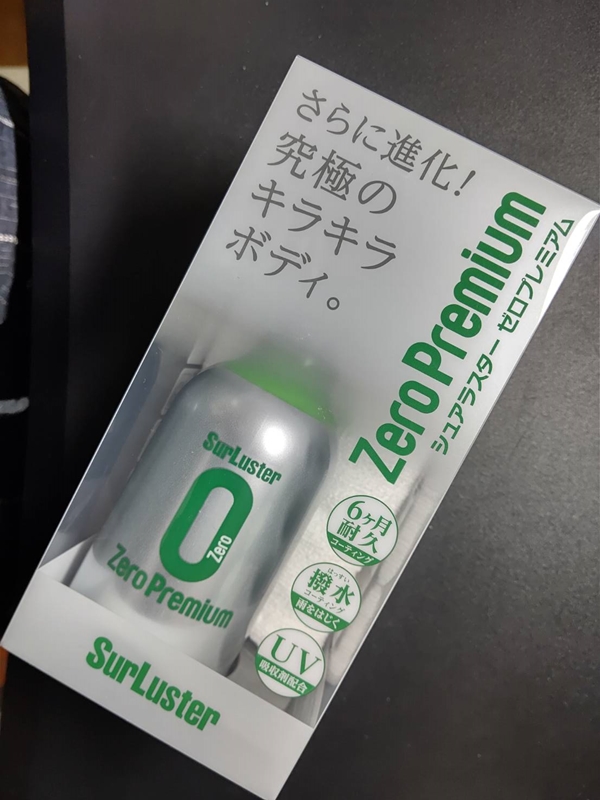 さらに進化!
究極の
キラキラ
ボディ。
Zero Premium
シュアラスター ゼロプレミアム
SurLuster
0
Zero
Zero Premium
6ヶ月
耐久
コーティング
はっすい
撥水
コーティング
雨をはじく
UV
吸収剤配合
SurLuster